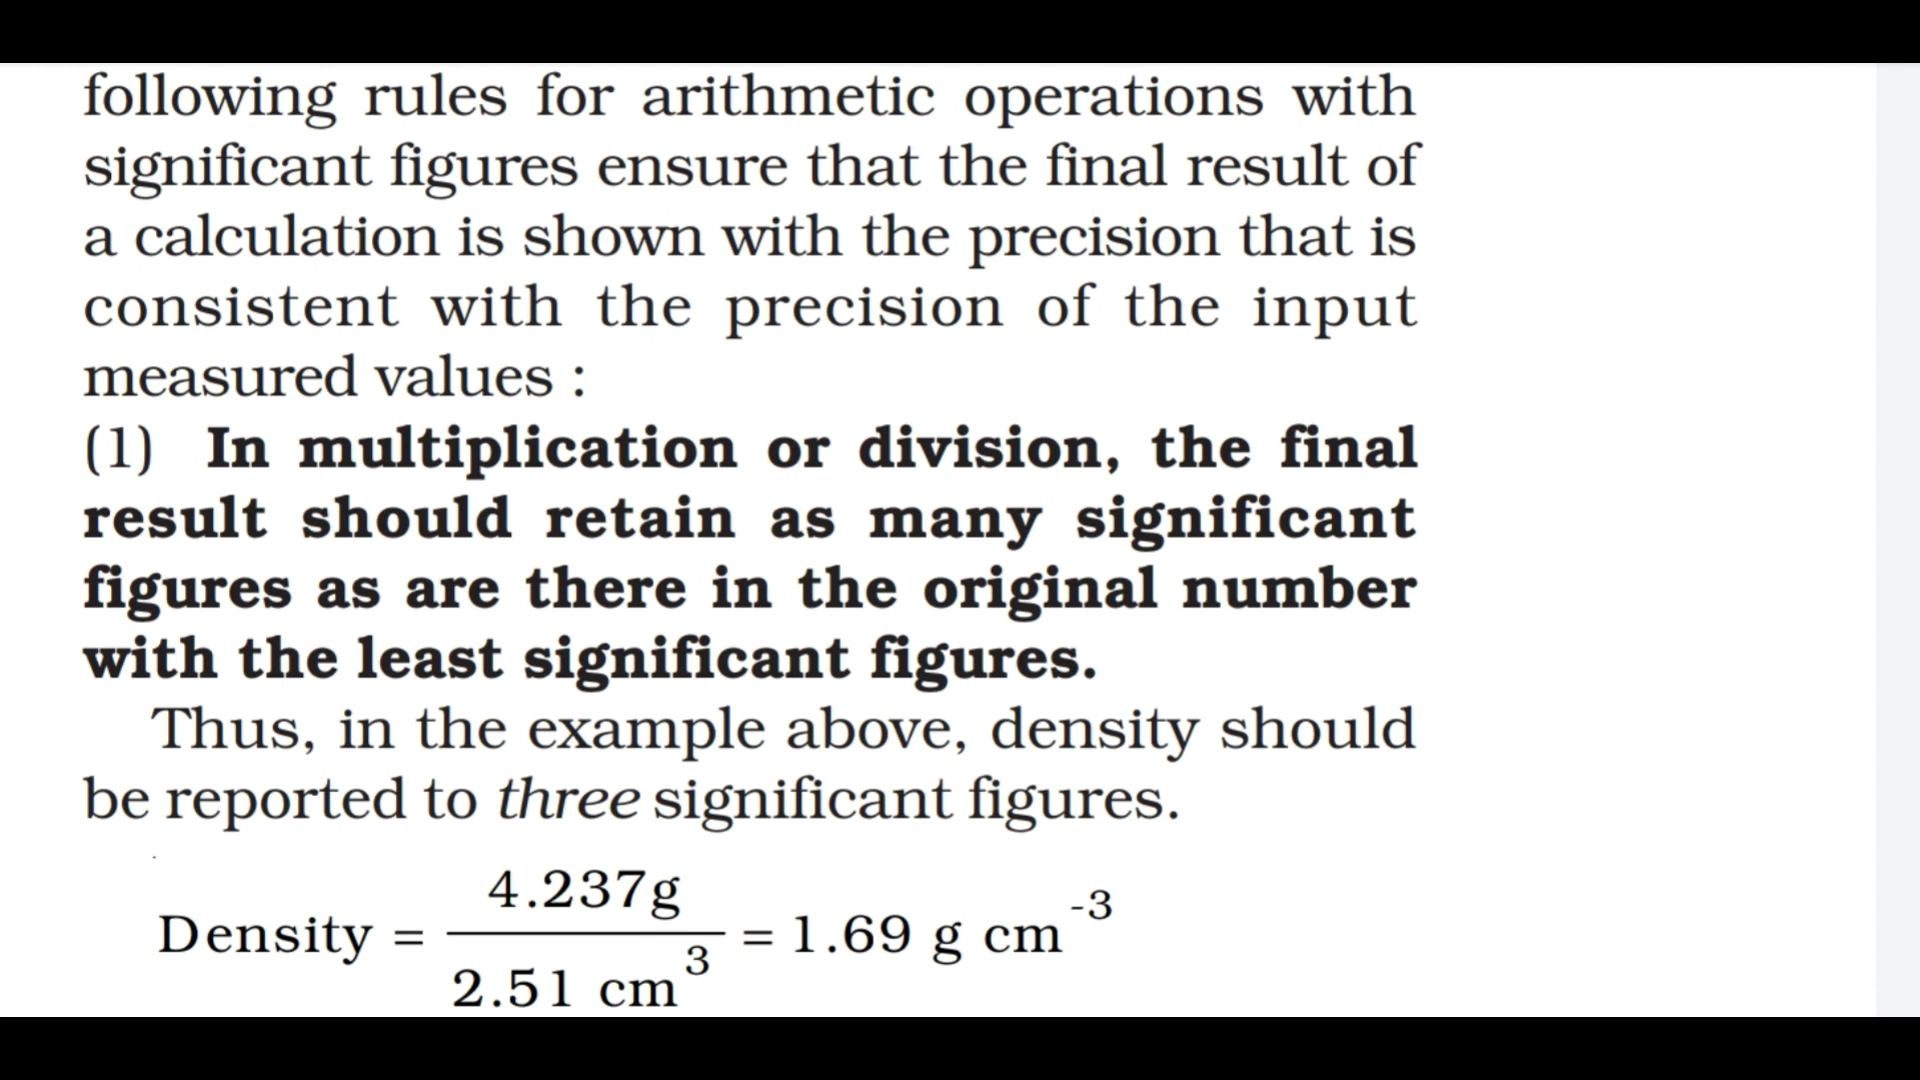 following rules for arithmetic operations with
significant figures ensure that the final result of
a calculation is shown with the precision that is
consistent with the precision of the input
measured values :
(1) In multiplication or division, the final
result should retain as many significant
figures as are there in the original number
with the least significant figures.
Thus, in the example above, density should
be reported to three significant figures.
Density = 4.237g / 2.51 cm³ = 1.69 g cm⁻³